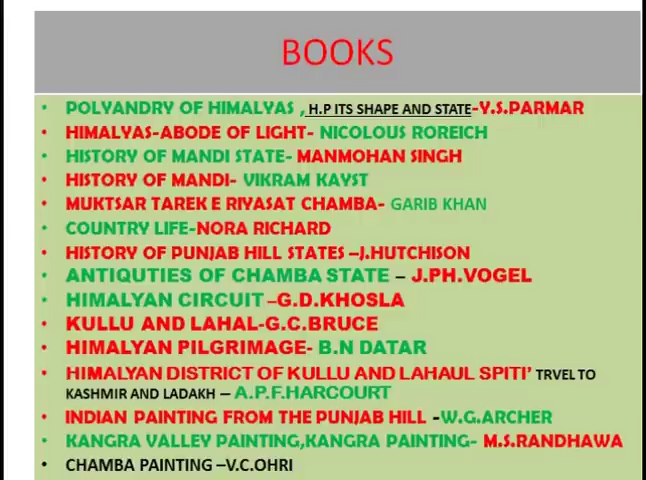 BOOKS
• POLYANDRY OF HIMALYAS , H.P ITS SHAPE AND STATE-Y.S.PARMAR
• HIMALYAS-ABODE OF LIGHT- NICOLOUS ROREICH
• HISTORY OF MANDI STATE- MANMOHAN SINGH
• HISTORY OF MANDI- VIKRAM KAYST
• MUKTSAR TAREK E RIYASAT CHAMBA- GARIB KHAN
• COUNTRY LIFE-NORA RICHARD
• HISTORY OF PUNJAB HILL STATES –J.HUTCHISON
• ANTIQUTIES OF CHAMBA STATE – J.PH.VOGEL
• HIMALYAN CIRCUIT –G.D.KHOSLA
• KULLU AND LAHAL-G.C.BRUCE
• HIMALYAN PILGRIMAGE- B.N DATAR
• HIMALYAN DISTRICT OF KULLU AND LAHAUL SPITI’ TRVEL TO
KASHMIR AND LADAKH – A.P.F.HARCOURT
• INDIAN PAINTING FROM THE PUNJAB HILL -W.G.ARCHER
• KANGRA VALLEY PAINTING,KANGRA PAINTING- M.S.RANDHAWA
• CHAMBA PAINTING –V.C.OHRI